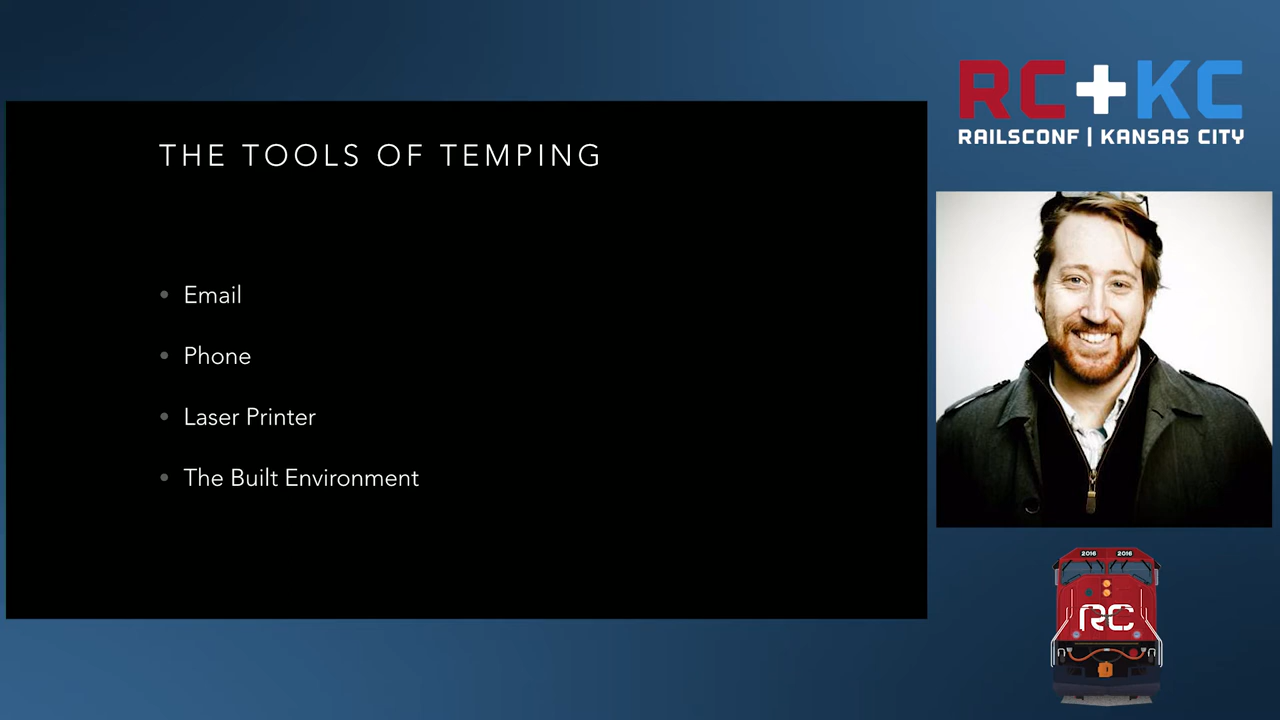 THE TOOLS OF TEMPING
• Email
• Phone
• Laser Printer
• The Built Environment
RC+KC
RAILSCONF | KANSAS CITY
2016 2016
RC